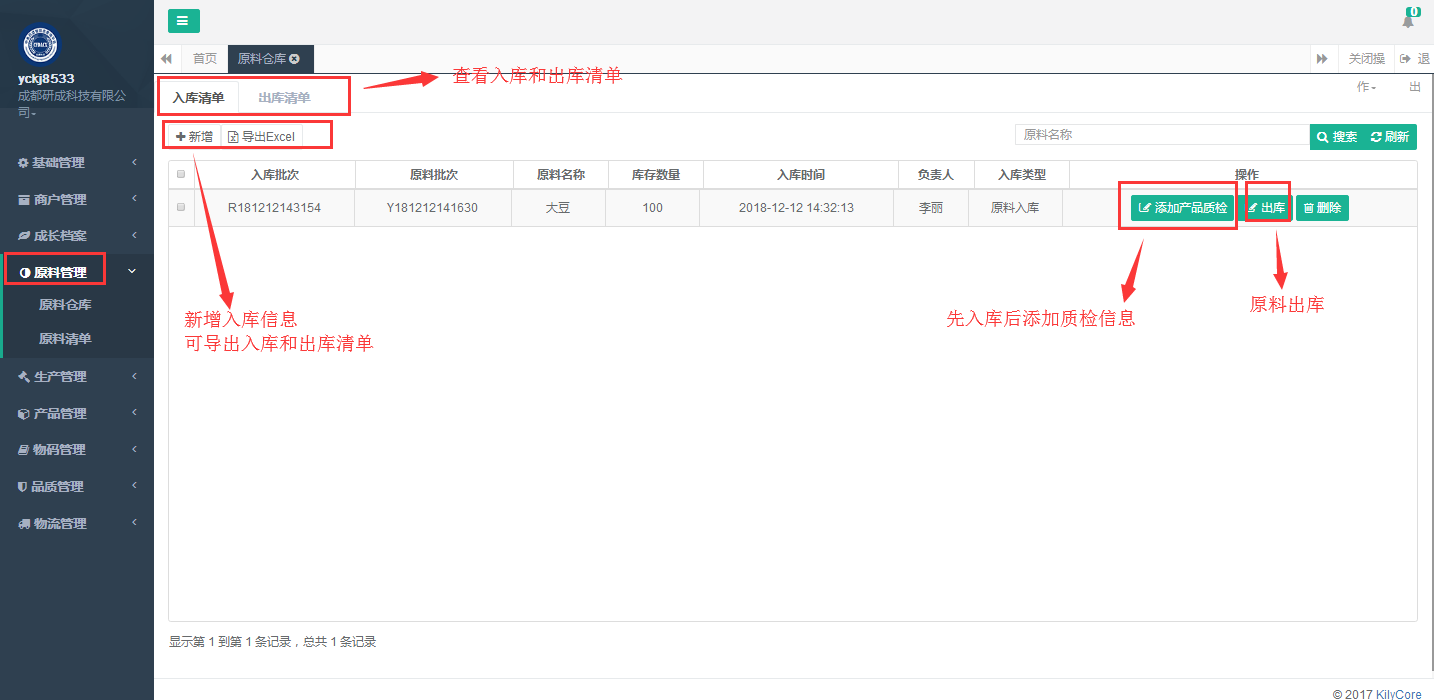 yckj8533
成都研成科技有限公
司
基础管理
商户管理
成长档案
原料管理
原料仓库
原料清单
生产管理
产品管理
物码管理
品质管理
物流管理
0
首页 原料仓库 关闭操 退
作 出
入库清单 出库清单 查看入库和出库清单
新增 导出Excel 原料名称 搜索 刷新
入库批次 原料批次 原料名称 库存数量 入库时间 负责人 入库类型 操作
R181212143154 Y181212141630 大豆 100 2018-12-12 14:32:13 李丽 原料入库 添加产品质检 出库 删除
新增入库信息
可导出入库和出库清单
先入库后添加质检信息
原料出库
显示第 1 到第 1 条记录，总共 1 条记录
© 2017 KilyCore